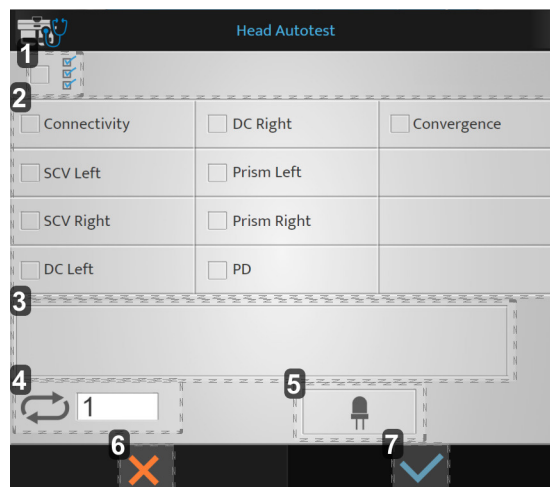 Head Autotest
1
2
Connectivity DC Right Convergence
SCV Left Prism Left
SCV Right Prism Right
DC Left PD
3
4
1
5
6
7